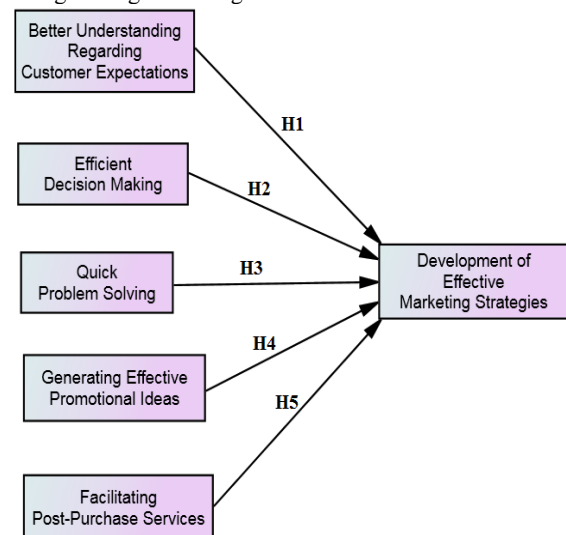 Better Understanding
Regarding
Customer Expectations
H1
Efficient
Decision Making
H2
Quick
Problem Solving
H3
Development of
Effective
Marketing Strategies
Generating Effective
Promotional Ideas
H4
H5
Facilitating
Post-Purchase Services